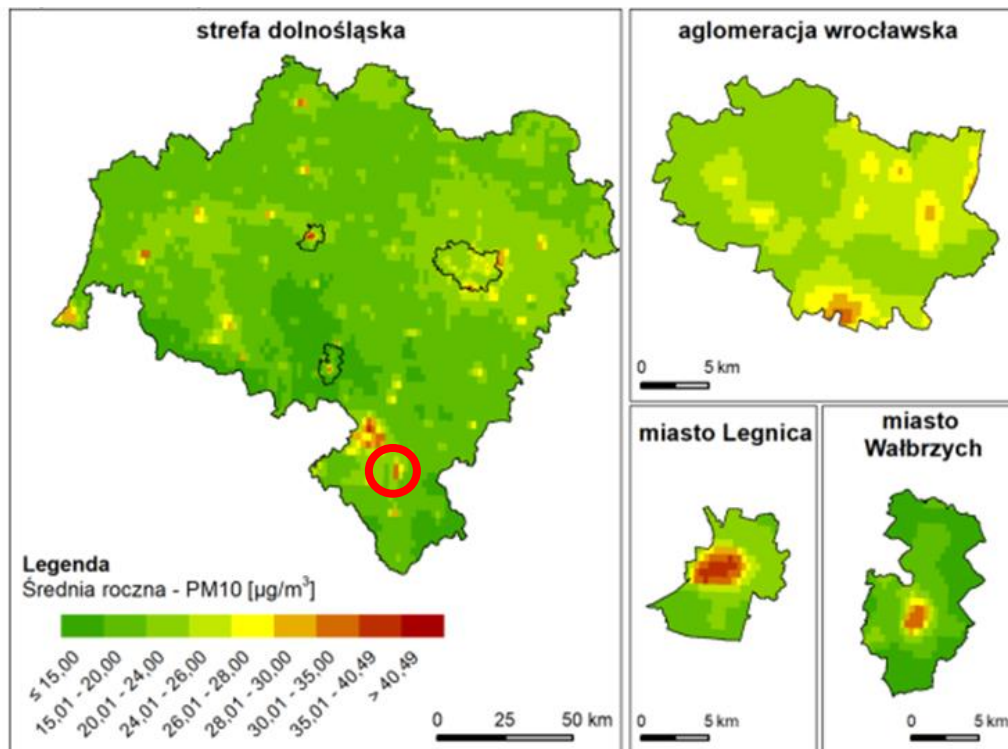 strefa dolnośląska
aglomeracja wrocławska
0 5 km
miasto Legnica
miasto
Wałbrzych
Legenda
Średnia roczna - PM10 [µg/m³]
≤ 15,00
15,01 - 20,00
20,01 - 24,00
24,01 - 26,00
26,01 - 28,00
28,01 - 30,00
30,01 - 35,00
35,01 - 40,49
> 40,49
0 25 50 km
0 5 km
0 5 km